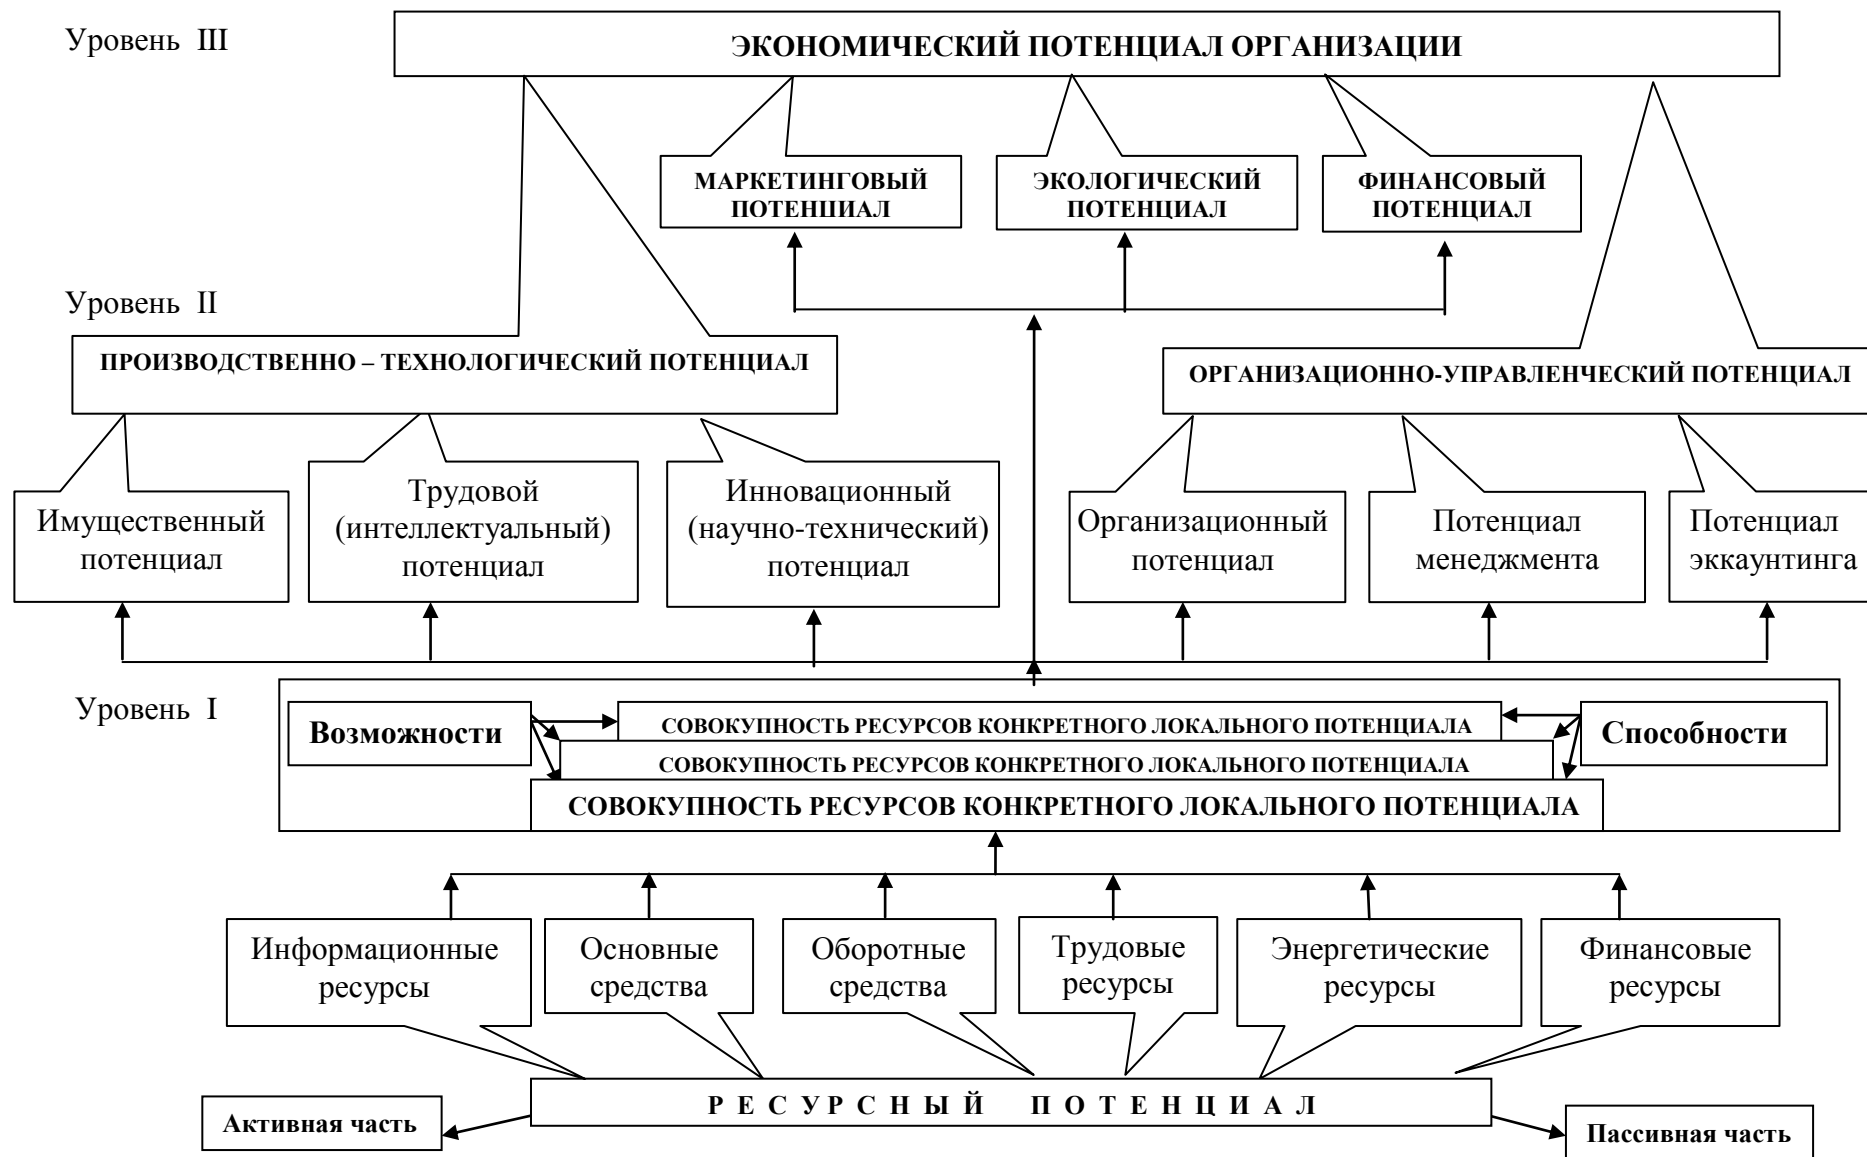 Уровень III
ЭКОНОМИЧЕСКИЙ ПОТЕНЦИАЛ ОРГАНИЗАЦИИ
МАРКЕТИНГОВЫЙ
ПОТЕНЦИАЛ
ЭКОЛОГИЧЕСКИЙ
ПОТЕНЦИАЛ
ФИНАНСОВЫЙ
ПОТЕНЦИАЛ
Уровень II
ПРОИЗВОДСТВЕННО – ТЕХНОЛОГИЧЕСКИЙ ПОТЕНЦИАЛ
ОРГАНИЗАЦИОННО-УПРАВЛЕНЧЕСКИЙ ПОТЕНЦИАЛ
Имущественный
потенциал
Трудовой
(интеллектуальный)
потенциал
Инновационный
(научно-технический)
потенциал
Организационный
потенциал
Потенциал
менеджмента
Потенциал
эккаунтинга
Уровень I
Возможности
СОВОКУПНОСТЬ РЕСУРСОВ КОНКРЕТНОГО ЛОКАЛЬНОГО ПОТЕНЦИАЛА
СОВОКУПНОСТЬ РЕСУРСОВ КОНКРЕТНОГО ЛОКАЛЬНОГО ПОТЕНЦИАЛА
СОВОКУПНОСТЬ РЕСУРСОВ КОНКРЕТНОГО ЛОКАЛЬНОГО ПОТЕНЦИАЛА
Способности
Информационные
ресурсы
Основные
средства
Оборотные
средства
Трудовые
ресурсы
Энергетические
ресурсы
Финансовые
ресурсы
Р Е С У Р С Н Ы Й П О Т Е Н Ц И А Л
Активная часть
Пассивная часть